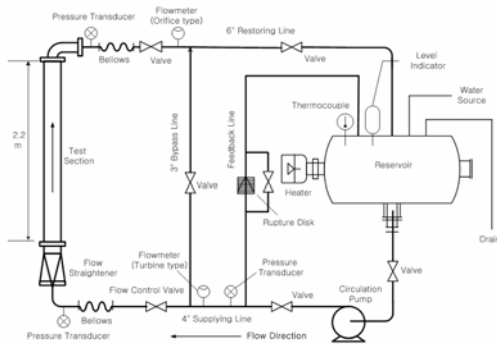 Pressure Transducer
Flowmeter
(Orifice type)
6" Restoring Line
Level
Indicator
Bellows
Valve
Valve
Water
Source
Thermocouple
2.2
m
Test
Section
3" Bypass Line
Feedback Line
Reservoir
Valve
Heater
Rupture Disk
Drain
Flow
Straightener
Flowmeter
(Turbine type)
Pressure
Transducer
Valve
Flow Control Valve
Valve
Circulation
Pump
Bellows
4" Supplying Line
Pressure Transducer
Flow Direction